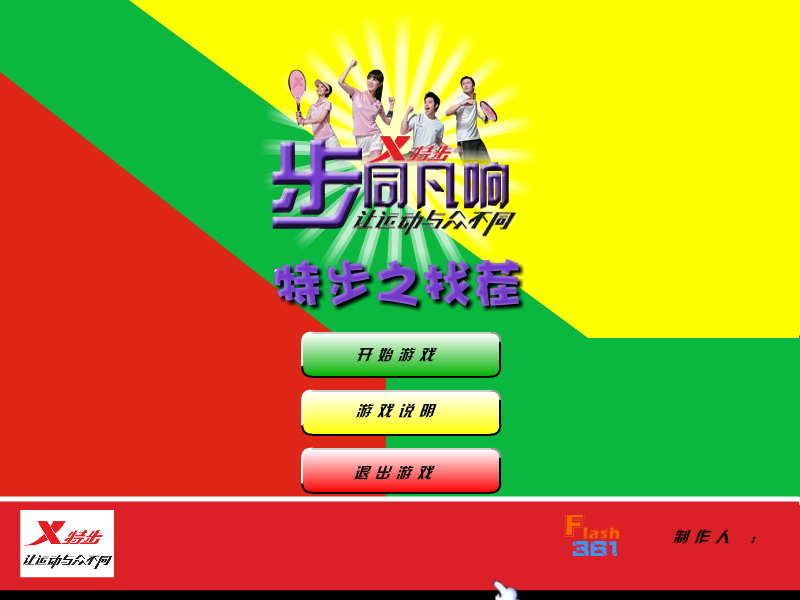 X特步
步同凡响
让运动与众不同
特步之找茬
开始游戏
游戏说明
退出游戏
X特步
让运动与众不同
Flash
361
制作人：